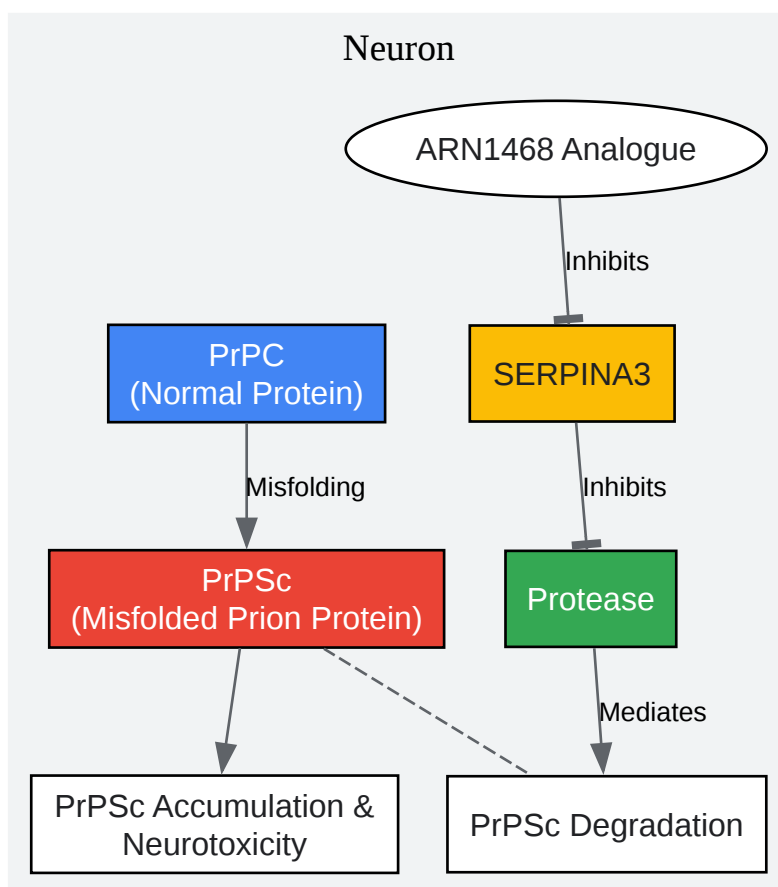 Neuron
ARN1468 Analogue
Inhibits
PrPC
(Normal Protein)
SERPINA3
Misfolding
Inhibits
PrPSc
(Misfolded Prion Protein)
Protease
Mediates
PrPSc Accumulation &
Neurotoxicity
PrPSc Degradation